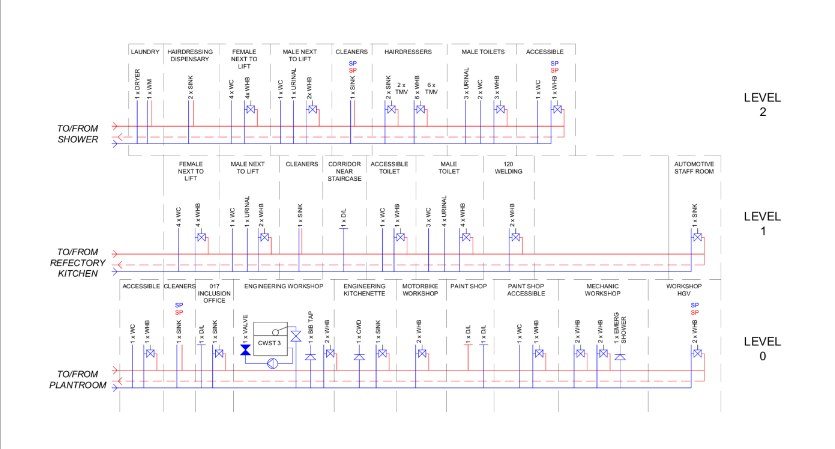 LAUNDRY
HAIRDRESSING
DISPENSARY
FEMALE
NEXT TO
LIFT
MALE NEXT
TO LIFT
CLEANERS
HAIRDRESSERS
MALE TOILETS
ACCESSIBLE
1 x DRYER
1 x WM
2 x SINK
4 x WC
4x WHB
1 x WC
1 x URINAL
2x WHB
SP
SP
1 x SINK
2 x SINK
2 x
TMV
6 x WHB
6 x
TMV
3 x URINAL
2 x WC
3 x WHB
1 x WC
SP
SP
1 x WHB
LEVEL
2
TO/FROM
SHOWER
FEMALE
NEXT TO
LIFT
MALE NEXT
TO LIFT
CLEANERS
CORRIDOR
NEAR
STAIRCASE
ACCESSIBLE
TOILET
MALE
TOILET
120
WELDING
AUTOMOTIVE
STAFF ROOM
4 x WC
4 x WHB
1 x WC
1 x URINAL
2 x WHB
1 x SINK
1 x D/L
1 x WC
1 x WHB
3 x WC
4 x URINAL
4 x WHB
2 x WHB
1 x SINK
LEVEL
1
TO/FROM
REFECTORY
KITCHEN
ACCESSIBLE
CLEANERS
017
INCLUSION
OFFICE
ENGINEERING WORKSHOP
ENGINEERING
KITCHENETTE
MOTORBIKE
WORKSHOP
PAINT SHOP
PAINT SHOP
ACCESSIBLE
MECHANIC
WORKSHOP
WORKSHOP
HGV
1 x WC
1 x WHB
SP
SP
1 x SINK
1 x D/L
1 x SINK
1 x VALVE
CWST 3
1 x BIB TAP
2 x WHB
1 x CWD
1 x SINK
2 x WHB
1 x D/L
1 x D/L
1 x WC
1 x WHB
2 x WHB
2 x WHB
1 x EMERG
SHOWER
SP
SP
2 x WHB
LEVEL
0
TO/FROM
PLANTROOM